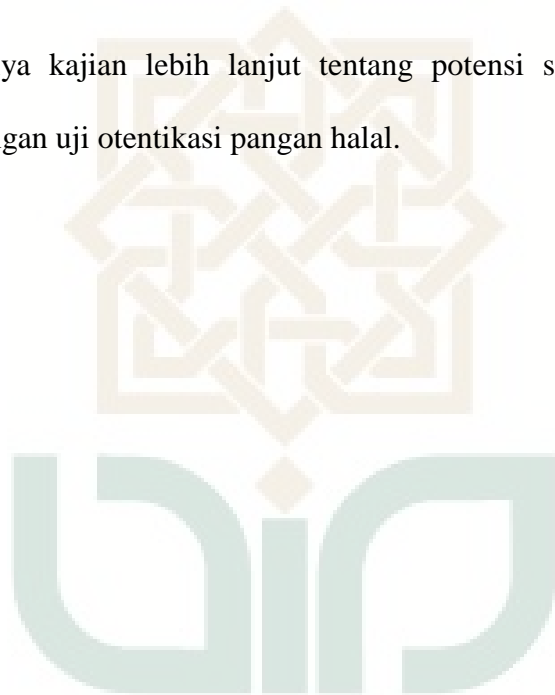 ya kajian lebih lanjut tentang potensi s
gan uji otentikasi pangan halal.